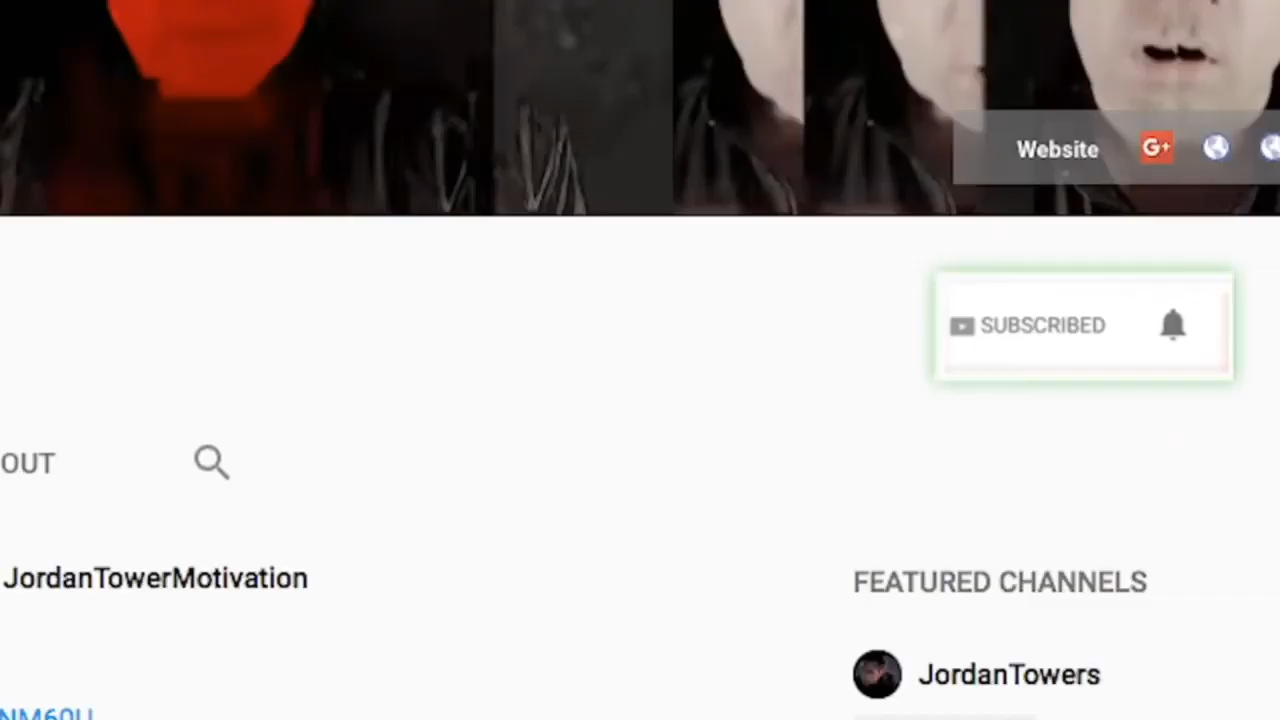 Website G+
SUBSCRIBED
OUT
JordanTowerMotivation
FEATURED CHANNELS
JordanTowers